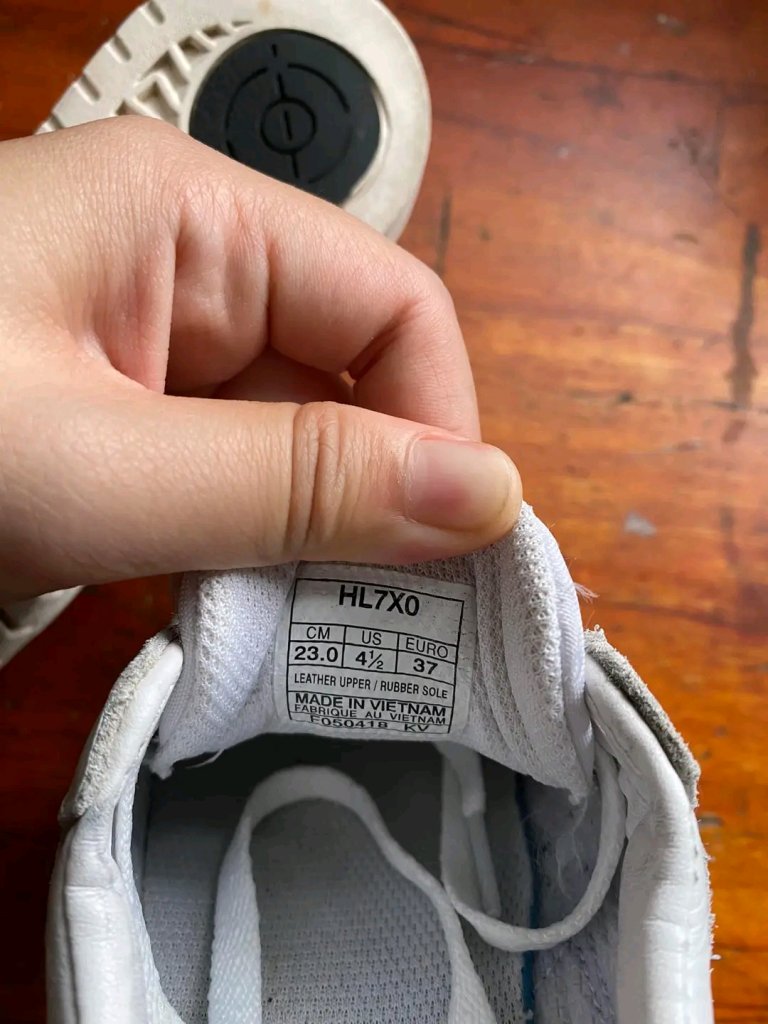 HL7X0
CM US EURO
23.0 4½ 37
LEATHER UPPER / RUBBER SOLE
MADE IN VIETNAM
FABRIQUE AU VIETNAM
F05041B KV